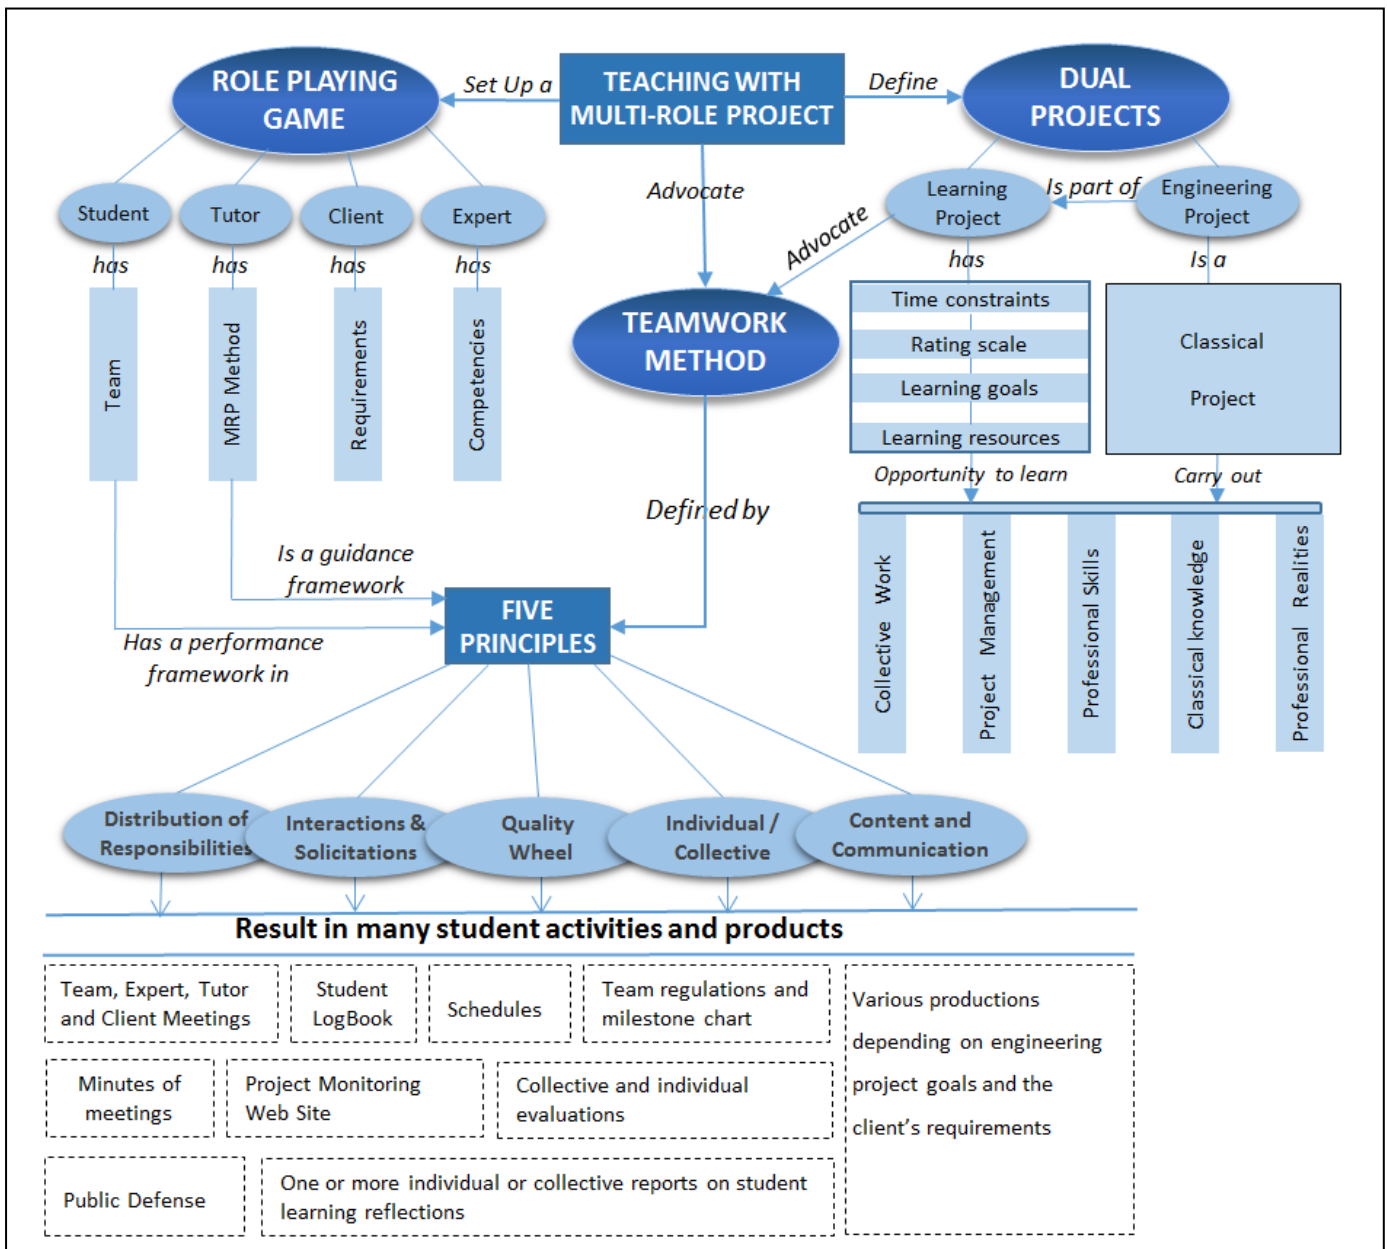 ROLE PLAYING
GAME
Set Up a
TEACHING WITH
MULTI-ROLE PROJECT
Define
DUAL
PROJECTS
Student
Tutor
Client
Expert
Advocate
Learning
Project
Is part of
Engineering
Project
has
has
has
has
Advocate
has
Is a
Team
MRP Method
Requirements
Competencies
TEAMWORK
METHOD
Time constraints
Rating scale
Learning goals
Learning resources
Classical
Project
Opportunity to learn
Carry out
Defined by
Collective Work
Project Management
Professional Skills
Classical knowledge
Professional Realities
Is a guidance
framework
Has a performance
framework in
FIVE
PRINCIPLES
Distribution of
Responsibilities
Interactions &
Solicitations
Quality
Wheel
Individual /
Collective
Content and
Communication
Result in many student activities and products
Team, Expert, Tutor
and Client Meetings
Student
LogBook
Schedules
Team regulations and
milestone chart
Various productions
depending on engineering
project goals and the
client’s requirements
Minutes of
meetings
Project Monitoring
Web Site
Collective and individual
evaluations
Public Defense
One or more individual or collective reports on student
learning reflections